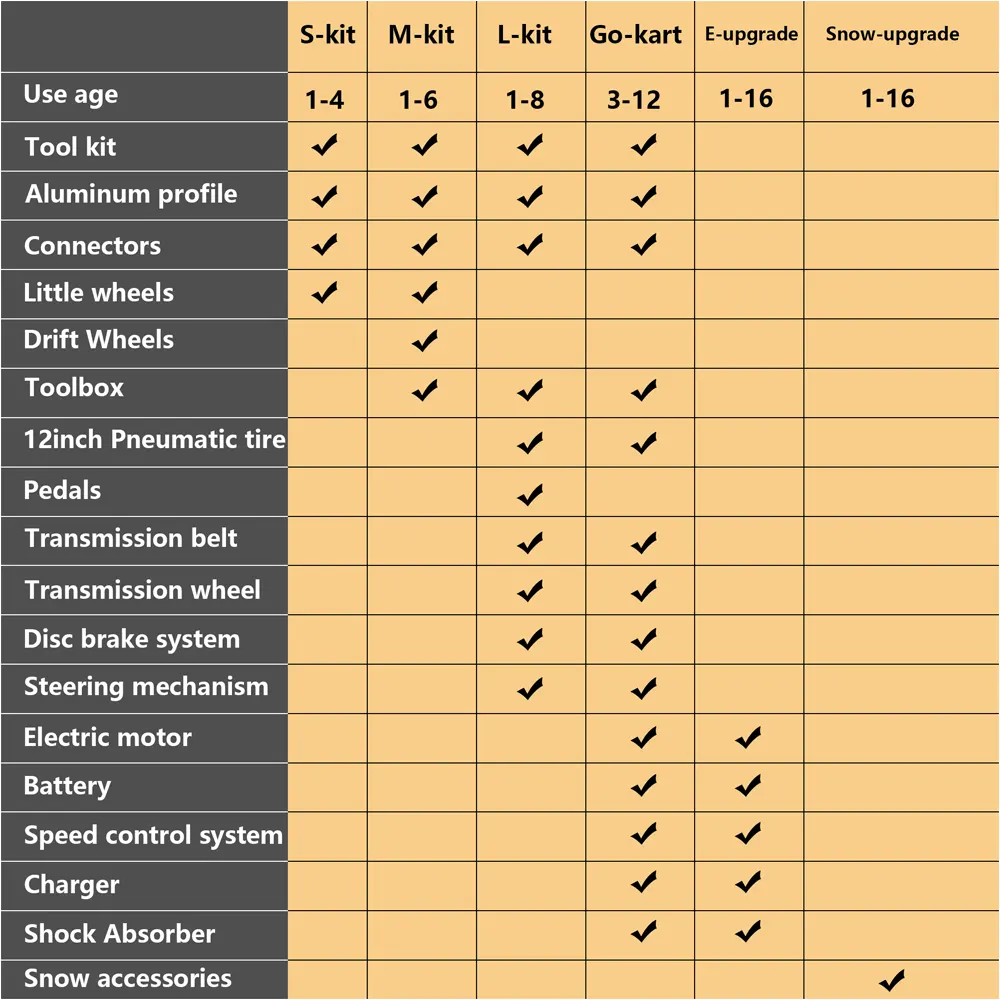 S-kit M-kit L-kit Go-kart E-upgrade Snow-upgrade
Use age 1-4 1-6 1-8 3-12 1-16 1-16
Tool kit ✓ ✓ ✓ ✓
Aluminum profile ✓ ✓ ✓ ✓
Connectors ✓ ✓ ✓ ✓
Little wheels ✓ ✓
Drift Wheels ✓
Toolbox ✓ ✓ ✓
12inch Pneumatic tire ✓ ✓
Pedals ✓
Transmission belt ✓ ✓
Transmission wheel ✓ ✓
Disc brake system ✓ ✓
Steering mechanism ✓ ✓
Electric motor ✓ ✓
Battery ✓ ✓
Speed control system ✓ ✓
Charger ✓ ✓
Shock Absorber ✓ ✓
Snow accessories ✓